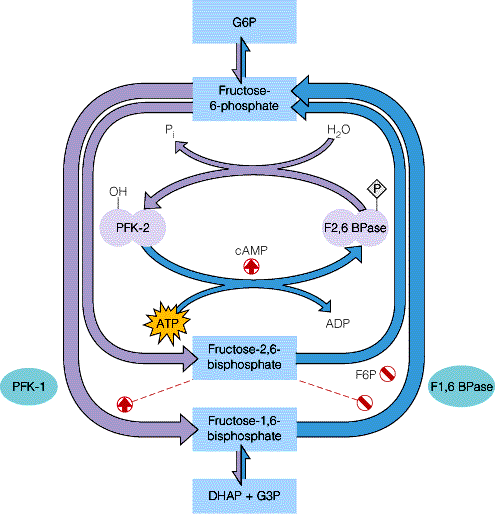 G6P
Fructose-
6-phosphate
Pi
H2O
OH
P
PFK-2
F2,6 BPase
cAMP
ATP
ADP
Fructose-2,6-
bisphosphate
F6P
PFK-1
F1,6 BPase
Fructose-1,6-
bisphosphate
DHAP + G3P